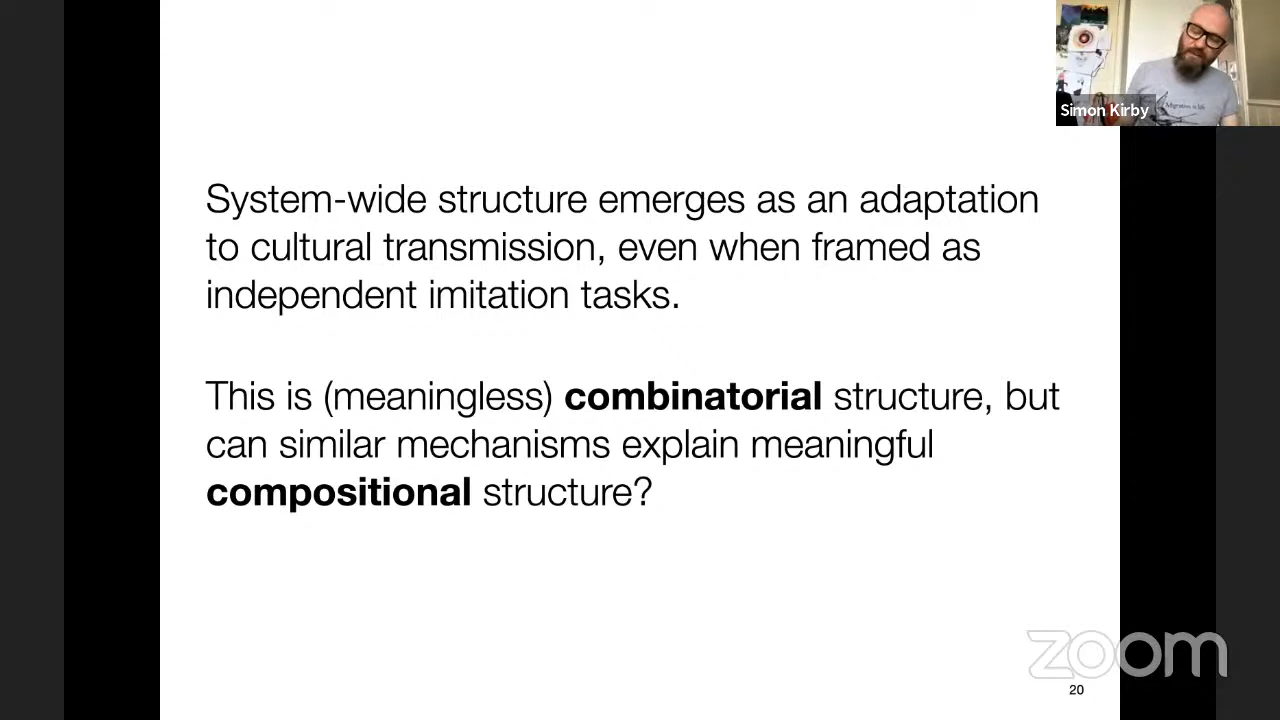 Simon Kirby
System-wide structure emerges as an adaptation
to cultural transmission, even when framed as
independent imitation tasks.
This is (meaningless) combinatorial structure, but
can similar mechanisms explain meaningful
compositional structure?
zoom
20